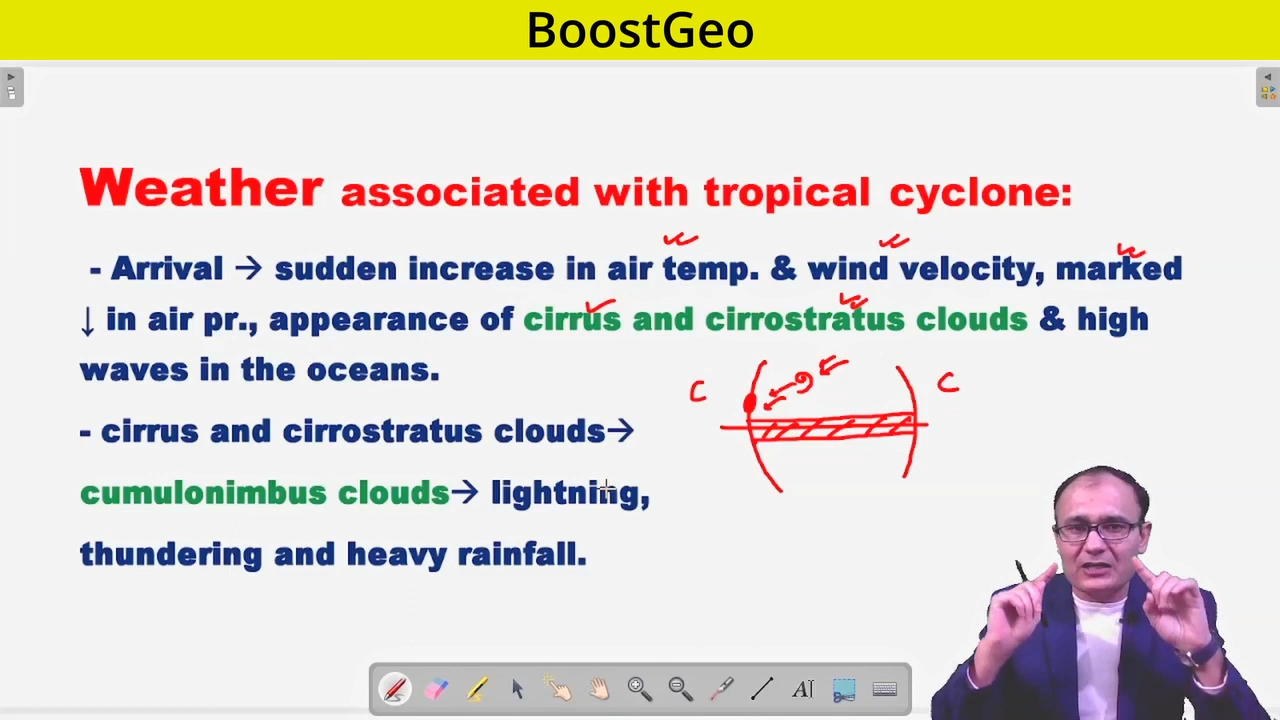 BoostGeo
Weather associated with tropical cyclone:
- Arrival → sudden increase in air temp. & wind velocity, marked
↓ in air pr., appearance of cirrus and cirrostratus clouds & high
waves in the oceans.
C C
- cirrus and cirrostratus clouds→
cumulonimbus clouds→ lightning,
thundering and heavy rainfall.